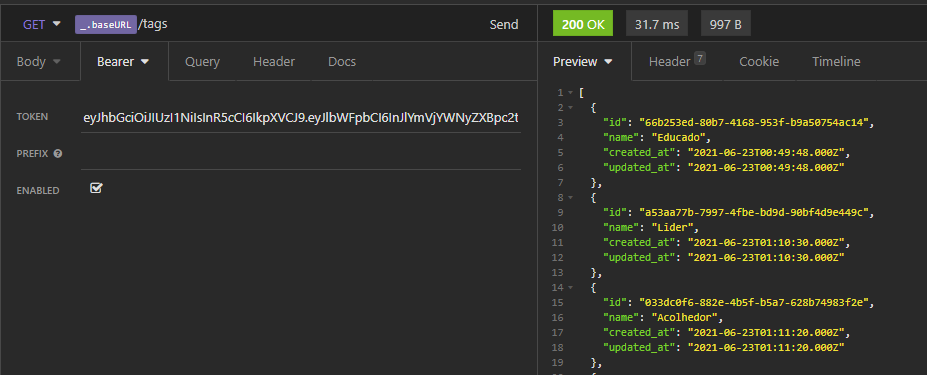 GET _.baseURL /tags Send
200 OK 31.7 ms 997 B
Body Bearer Query Header Docs
Preview Header 7 Cookie Timeline
TOKEN eyJhbGciOiJIUzI1NiIsInR5cCI6IkpXVCJ9.eyJlbWFpbCI6InJlYmVjYWNyZXBpc2t
PREFIX
ENABLED
1 [
2 {
3 "id": "66b253ed-80b7-4168-953f-b9a50754ac14",
4 "name": "Educado",
5 "created_at": "2021-06-23T00:49:48.000Z",
6 "updated_at": "2021-06-23T00:49:48.000Z"
7 },
8 {
9 "id": "a53aa77b-7997-4fbe-bd9d-90bf4d9e449c",
10 "name": "Lider",
11 "created_at": "2021-06-23T01:10:30.000Z",
12 "updated_at": "2021-06-23T01:10:30.000Z"
13 },
14 {
15 "id": "033dc0f6-882e-4b5f-b5a7-628b74983f2e",
16 "name": "Acolhedor",
17 "created_at": "2021-06-23T01:11:20.000Z",
18 "updated_at": "2021-06-23T01:11:20.000Z"
19 },